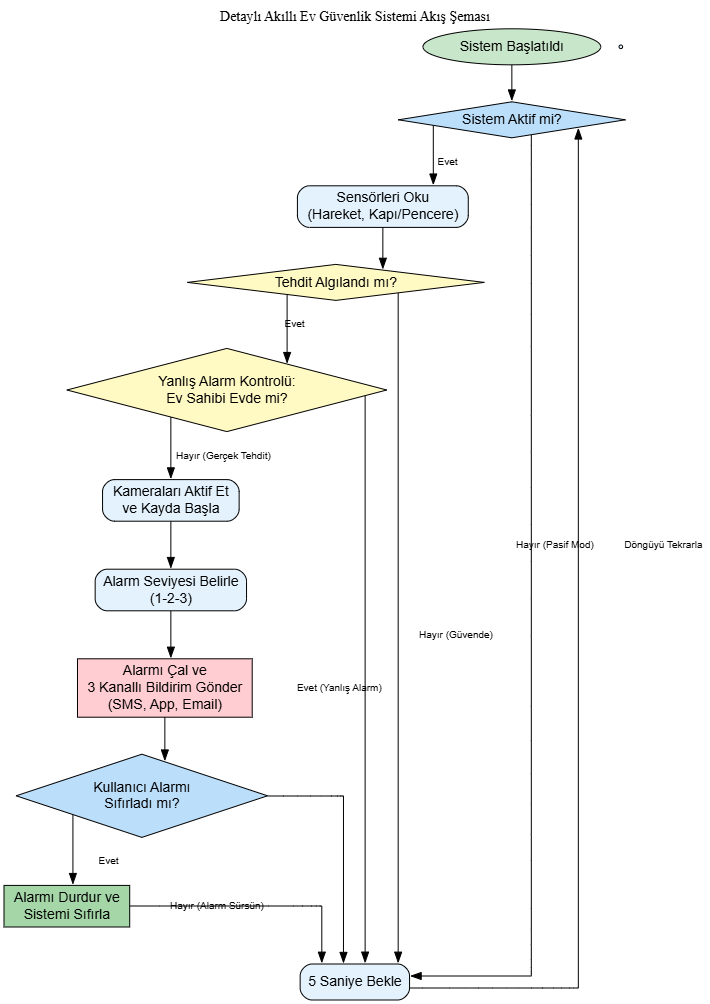 Detaylı Akıllı Ev Güvenlik Sistemi Akış Şeması
Sistem Başlatıldı
Sistem Aktif mi?
Evet
Sensörleri Oku
(Hareket, Kapı/Pencere)
Tehdit Algılandı mı?
Evet
Yanlış Alarm Kontrolü:
Ev Sahibi Evde mi?
Hayır (Gerçek Tehdit)
Kameraları Aktif Et
ve Kayda Başla
Hayır (Pasif Mod)
Döngüyü Tekrarla
Alarm Seviyesi Belirle
(1-2-3)
Hayır (Güvende)
Alarmı Çal ve
3 Kanallı Bildirim Gönder
(SMS, App, Email)
Evet (Yanlış Alarm)
Kullanıcı Alarmı
Sıfırladı mı?
Evet
Alarmı Durdur ve
Sistemi Sıfırla
Hayır (Alarm Sürsün)
5 Saniye Bekle